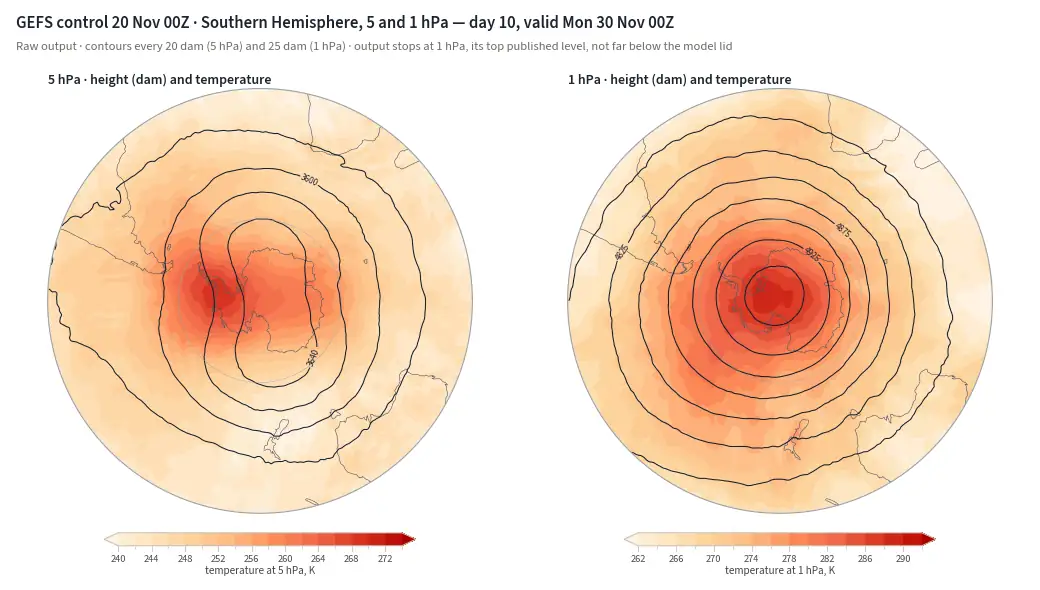 GEFS control 20 Nov 00Z · Southern Hemisphere, 5 and 1 hPa — day 10, valid Mon 30 Nov 00Z
Raw output · contours every 20 dam (5 hPa) and 25 dam (1 hPa) · output stops at 1 hPa, its top published level, not far below the model lid
5 hPa · height (dam) and temperature
1 hPa · height (dam) and temperature
3600
3640
4875
4925
240 244 248 252 256 260 264 268 272
temperature at 5 hPa, K
262 266 270 274 278 282 286 290
temperature at 1 hPa, K